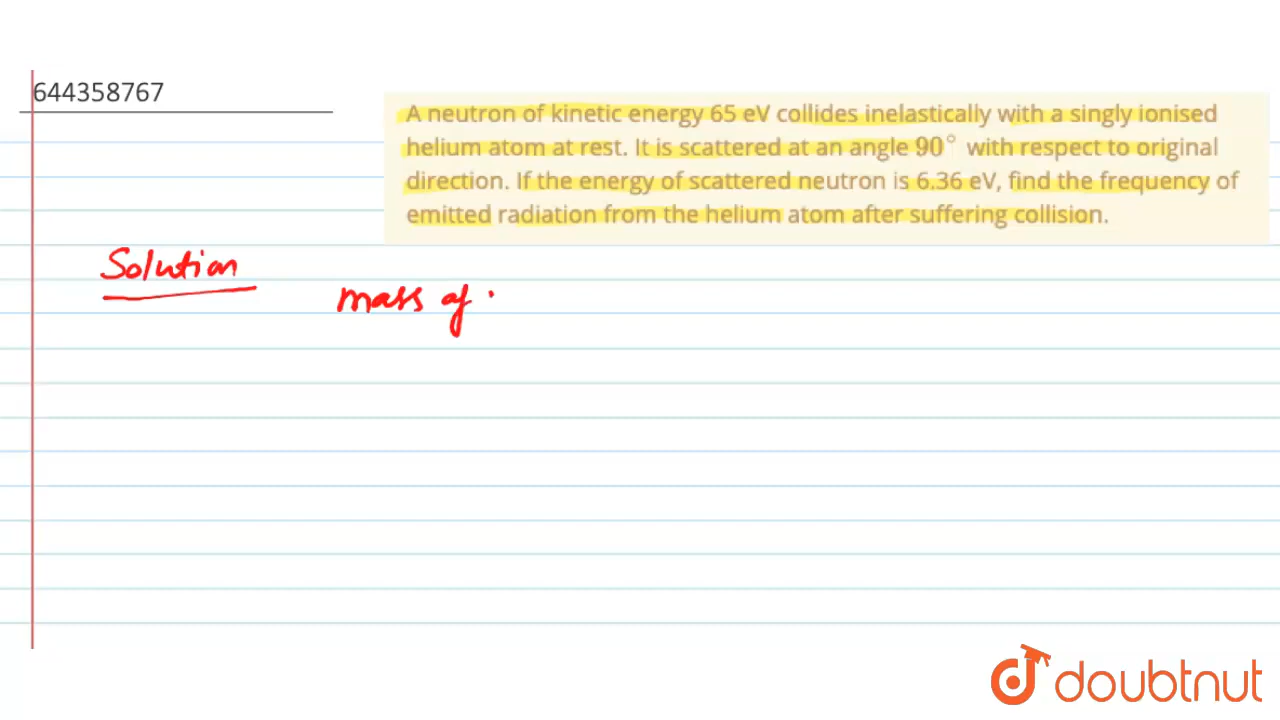 644358767
A neutron of kinetic energy 65 eV collides inelastically with a singly ionised
helium atom at rest. It is scattered at an angle 90° with respect to original
direction. If the energy of scattered neutron is 6.36 eV, find the frequency of
emitted radiation from the helium atom after suffering collision.
Solution
mass of
doubtnut